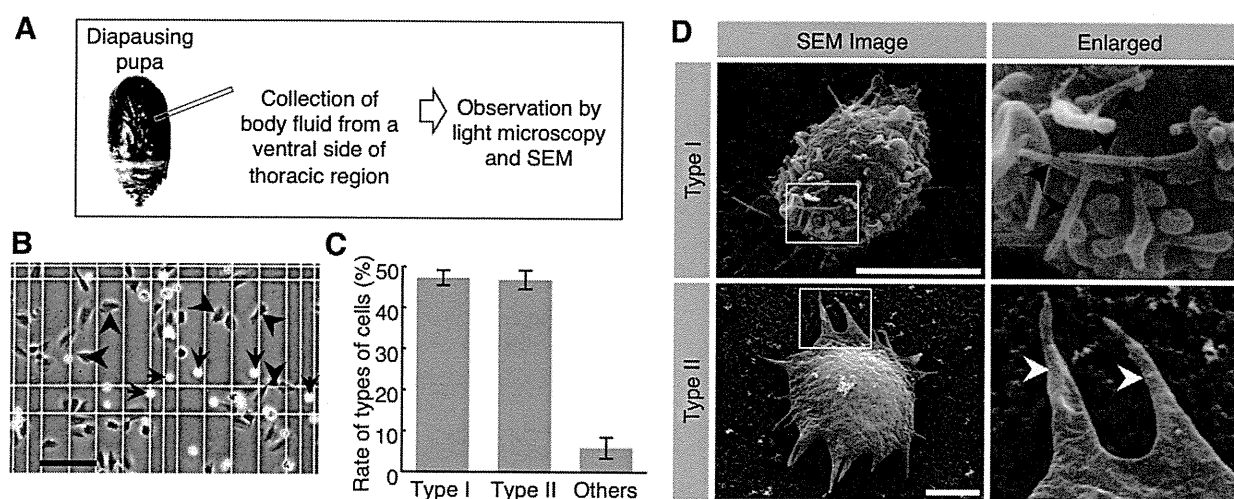 A
Diapausing
pupa
Collection of
body fluid from a
ventral side of
thoracic region
Observation by
light microscopy
and SEM
B
C
Rate of types of cells (%)
50
40
30
20
10
0
Type I
Type II
Others
D
SEM Image
Enlarged
Type I
Type II